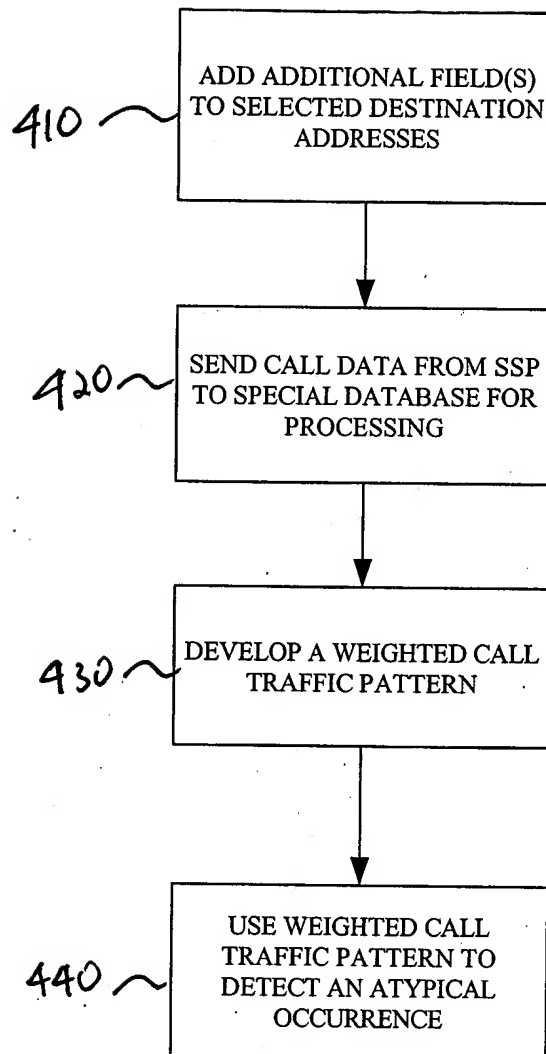 ADD ADDITIONAL FIELD(S)
TO SELECTED DESTINATION
ADDRESSES
410
SEND CALL DATA FROM SSP
TO SPECIAL DATABASE FOR
PROCESSING
420
DEVELOP A WEIGHTED CALL
TRAFFIC PATTERN
430
USE WEIGHTED CALL
TRAFFIC PATTERN TO
DETECT AN ATYPICAL
OCCURRENCE
440